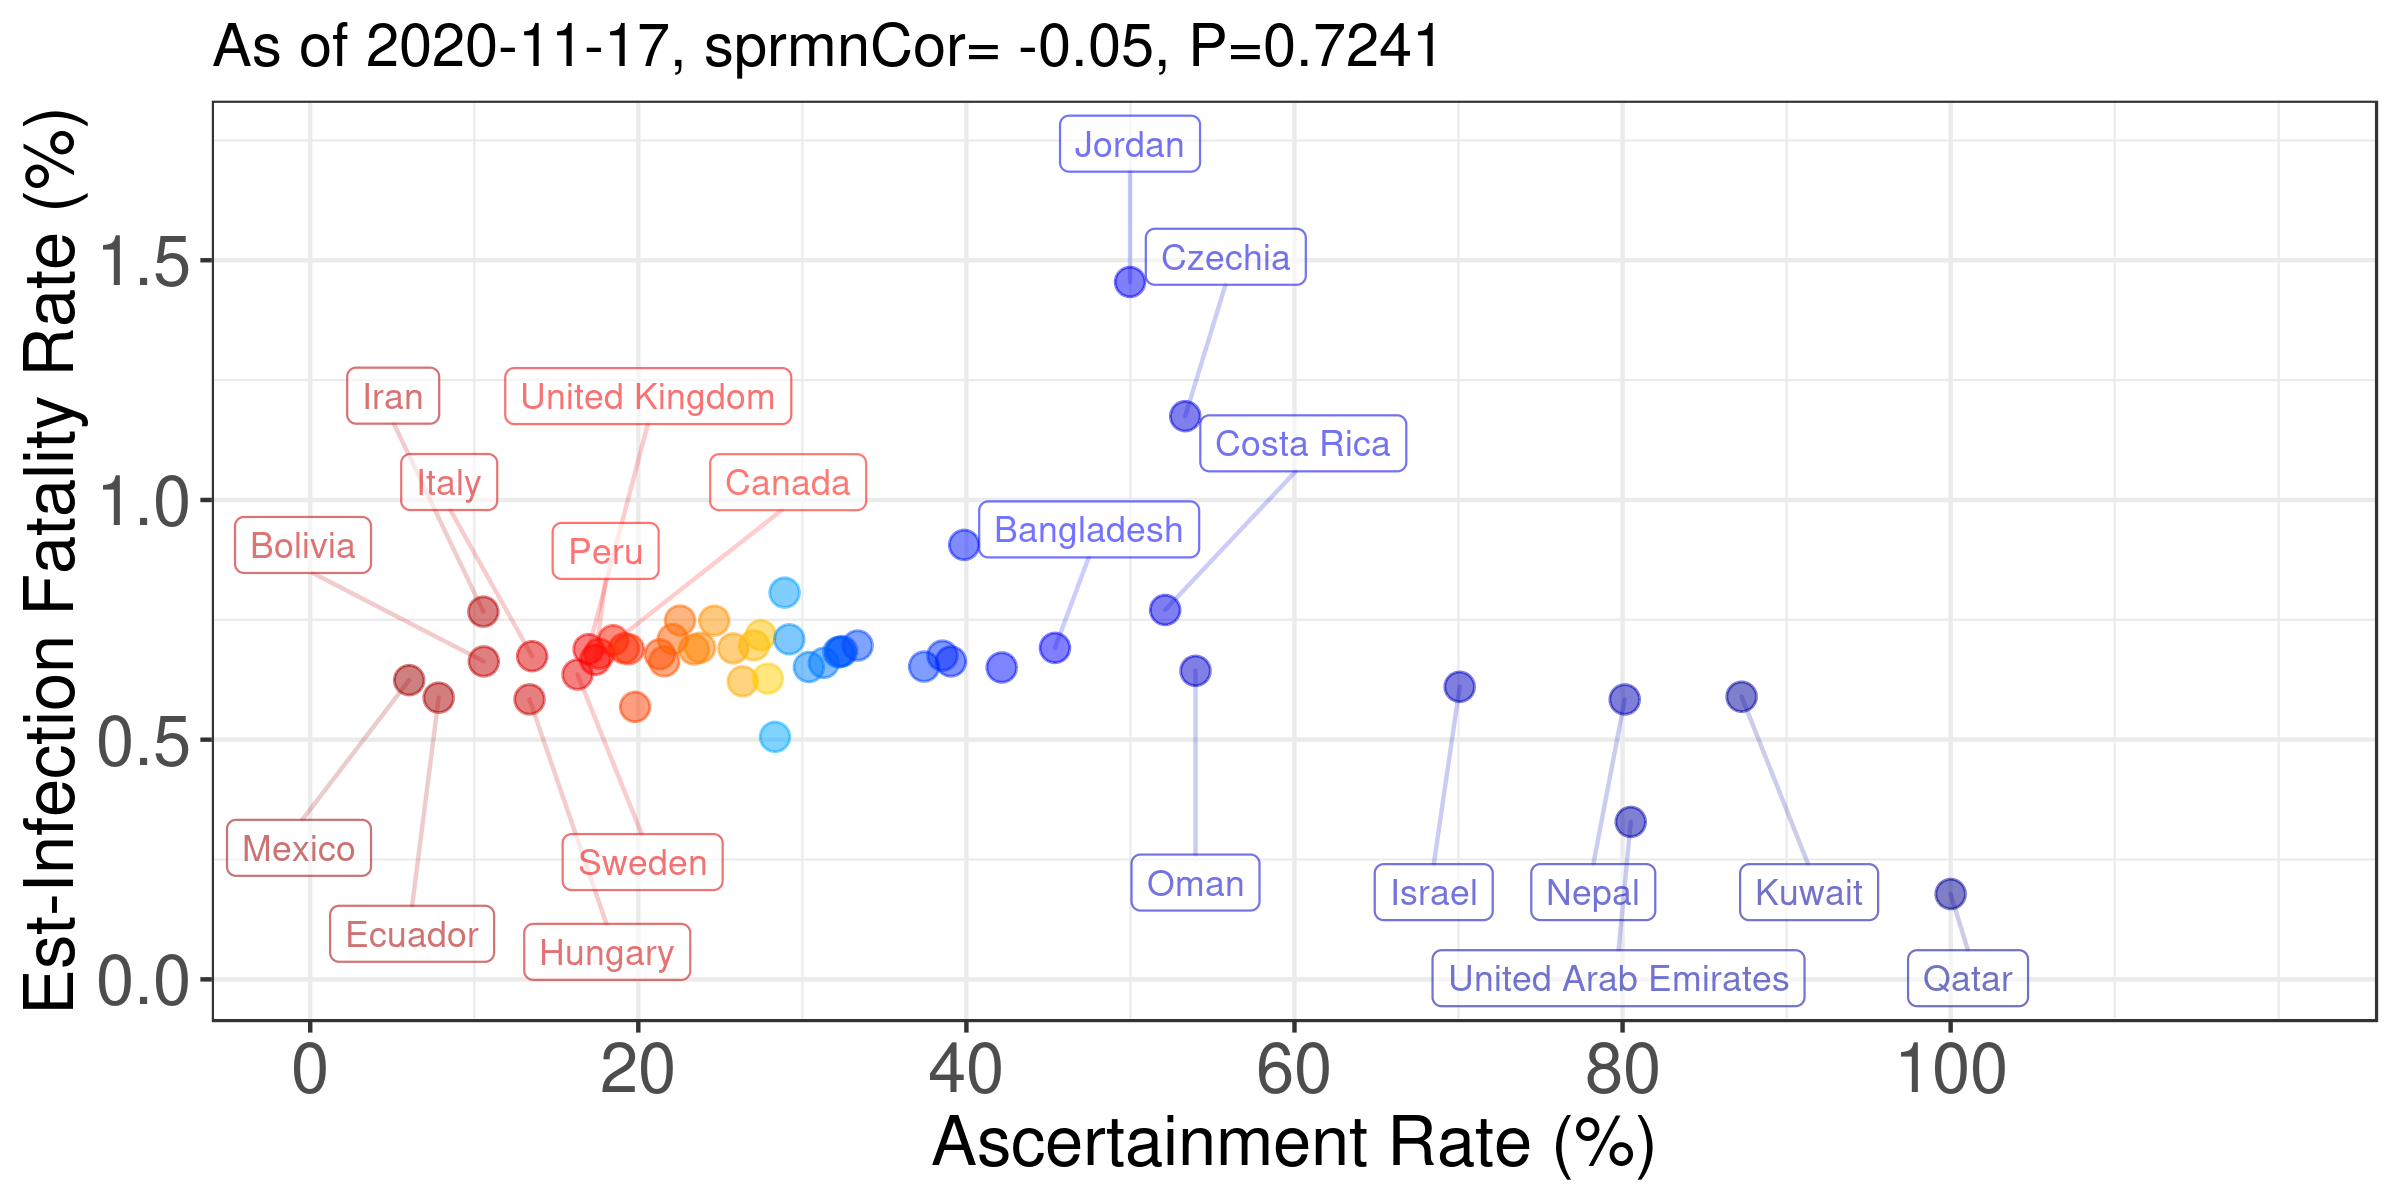 As of 2020-11-17, sprmnCor= -0.05, P=0.7241
Est-Infection Fatality Rate (%)
1.5
1.0
0.5
0.0
Jordan
Czechia
Iran
United Kingdom
Costa Rica
Italy
Canada
Bangladesh
Bolivia
Peru
Mexico
Sweden
Oman
Israel
Nepal
Kuwait
Ecuador
Hungary
United Arab Emirates
Qatar
0 20 40 60 80 100
Ascertainment Rate (%)